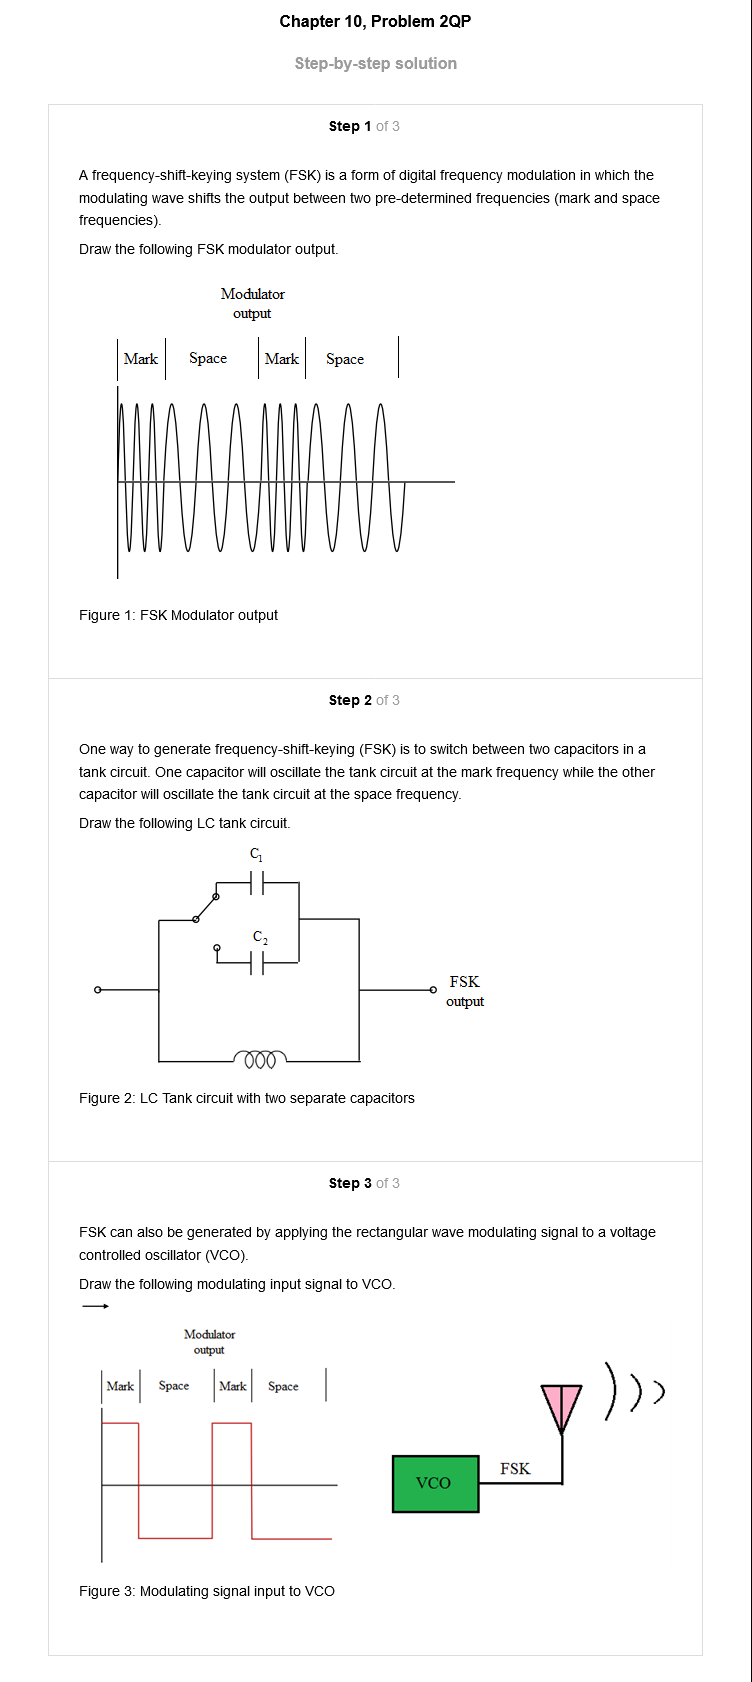 Chapter 10, Problem 2QP
Step-by-step solution
Step 1 of 3
A frequency-shift-keying system (FSK) is a form of digital frequency modulation in which the
modulating wave shifts the output between two pre-determined frequencies (mark and space
frequencies).
Draw the following FSK modulator output.
Modulator
output
Mark Space Mark Space
Figure 1: FSK Modulator output
Step 2 of 3
One way to generate frequency-shift-keying (FSK) is to switch between two capacitors in a
tank circuit. One capacitor will oscillate the tank circuit at the mark frequency while the other
capacitor will oscillate the tank circuit at the space frequency.
Draw the following LC tank circuit.
C₁
C₂
FSK
output
Figure 2: LC Tank circuit with two separate capacitors
Step 3 of 3
FSK can also be generated by applying the rectangular wave modulating signal to a voltage
controlled oscillator (VCO).
Draw the following modulating input signal to VCO.
Modulator
output
Mark Space Mark Space
FSK
VCO
Figure 3: Modulating signal input to VCO